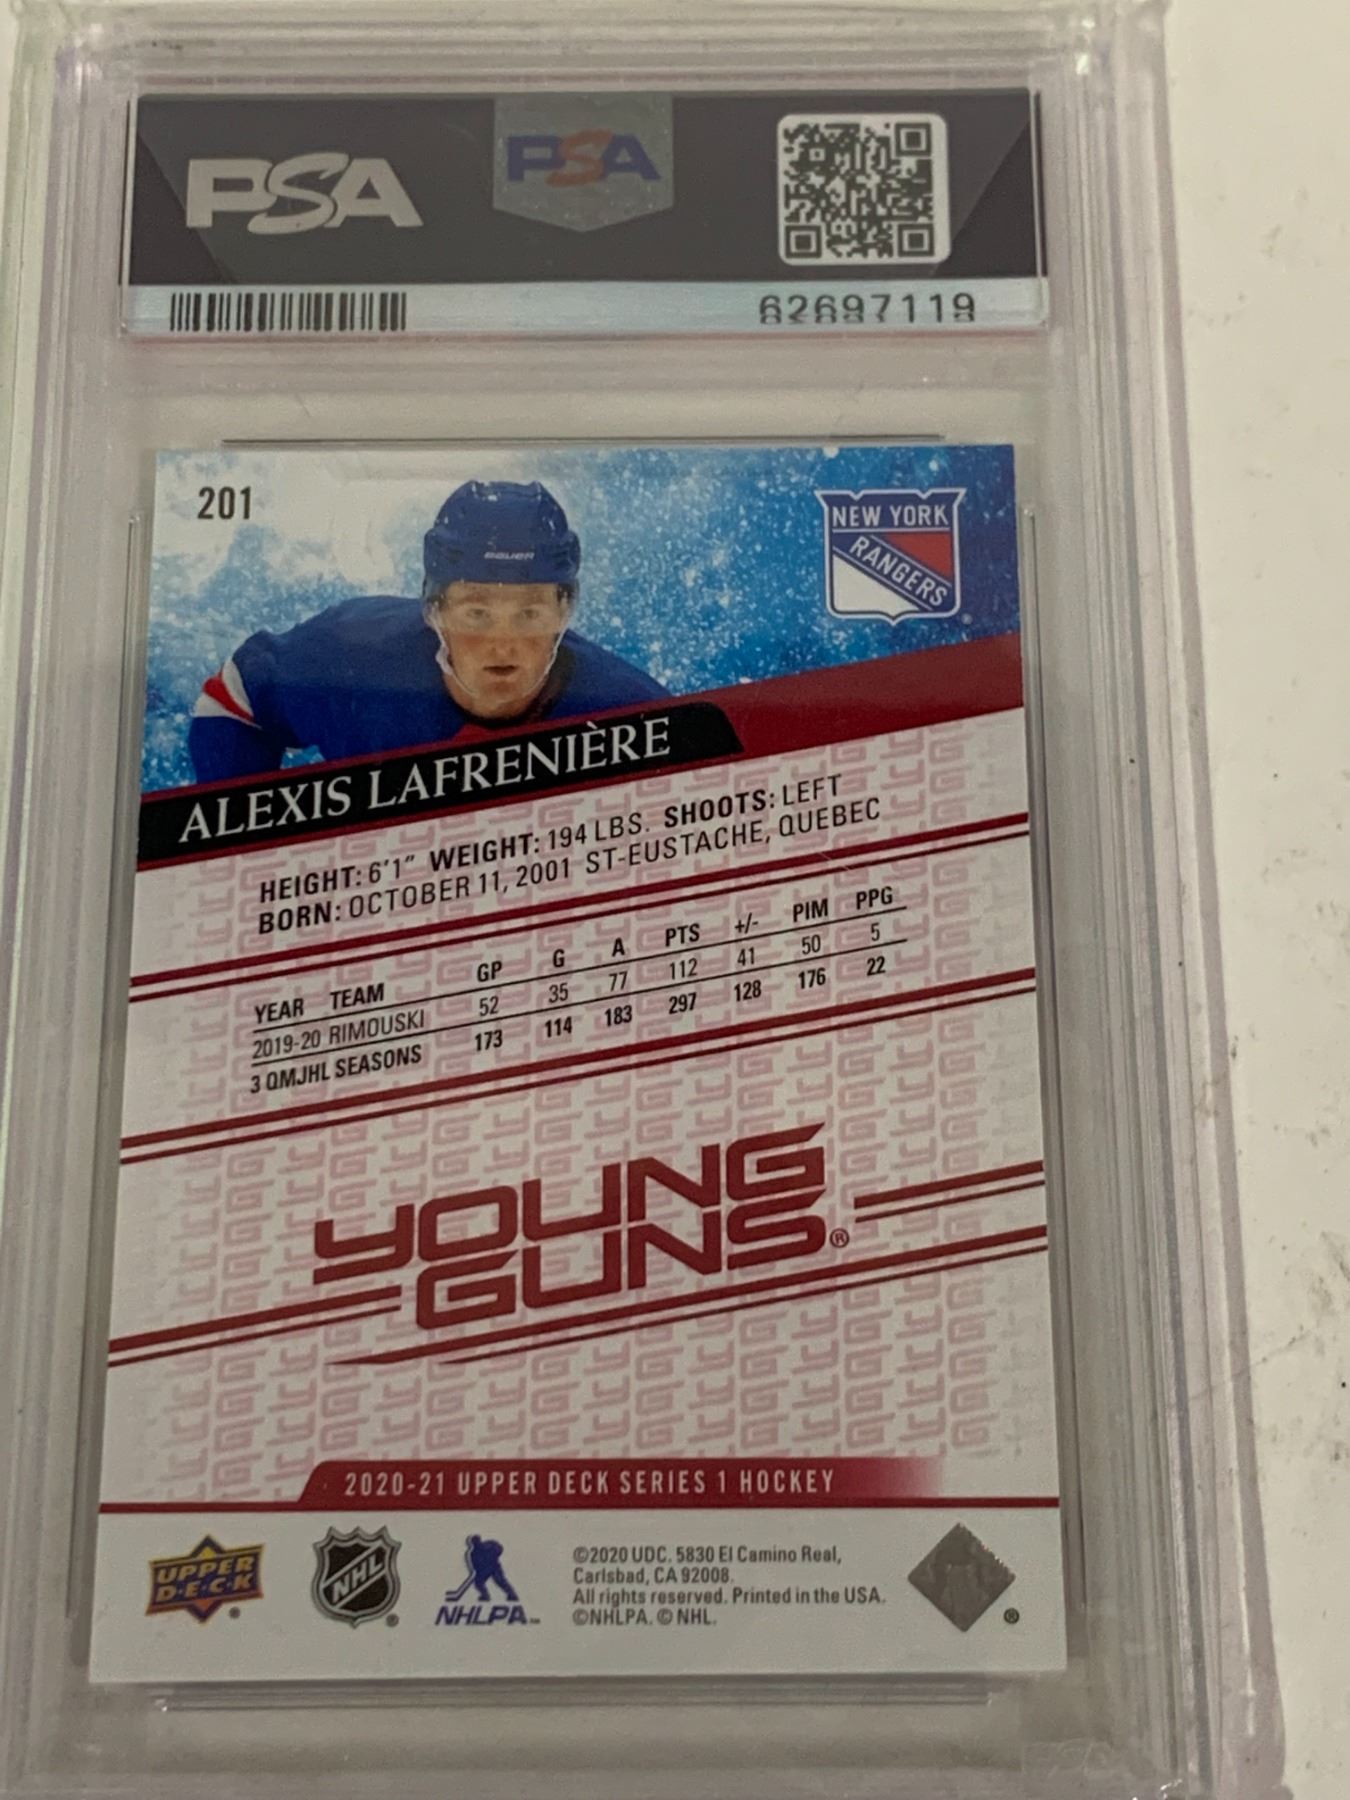 PSA PSA
62697119
201
BAUER
NEW YORK
RANGERS
®
ALEXIS LAFRENIÈRE
HEIGHT: 6'1" WEIGHT: 194 LBS. SHOOTS: LEFT
BORN: OCTOBER 11, 2001 ST-EUSTACHE, QUEBEC
YEAR TEAM GP G A PTS +/- PIM PPG
2019-20 RIMOUSKI 52 35 77 112 41 50 5
3 QMJHL SEASONS 173 114 183 297 128 176 22
YOUNG
GUNS®
2020-21 UPPER DECK SERIES 1 HOCKEY
UPPER
DECK®
NHL®
NHLPA™
©2020 UDC. 5830 El Camino Real,
Carlsbad, CA 92008.
All rights reserved. Printed in the USA.
©NHLPA. © NHL.
®